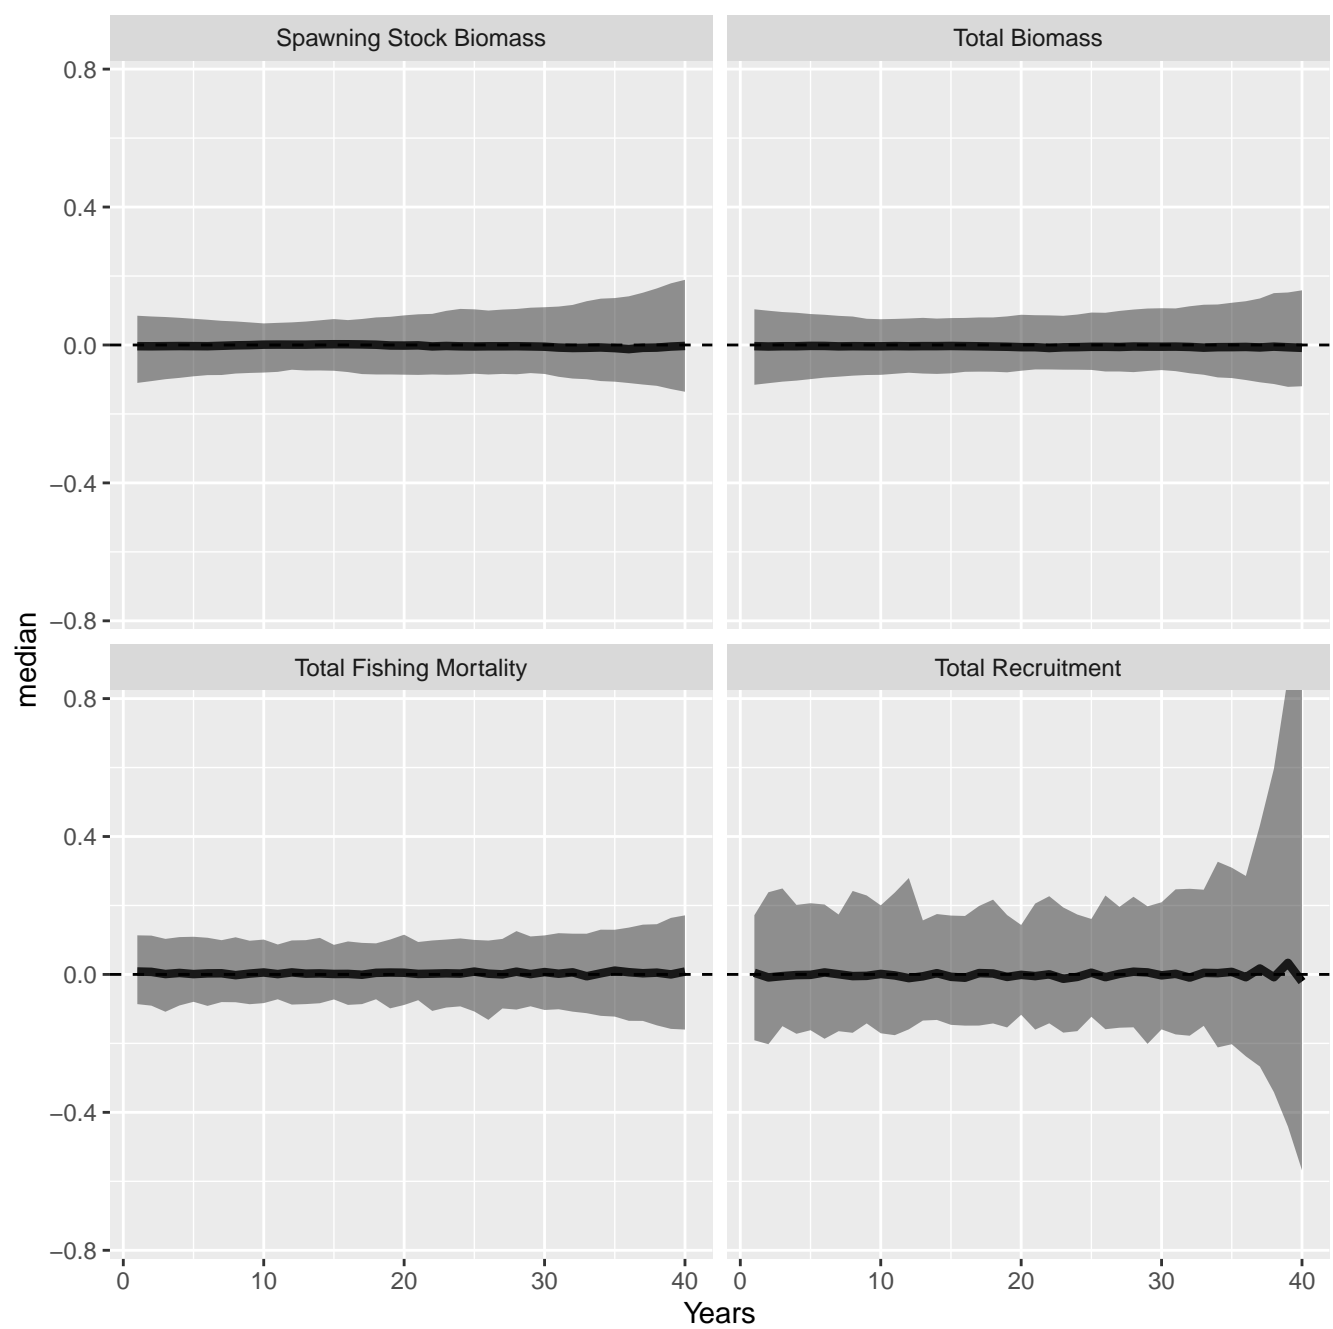 Spawning Stock Biomass
Total Biomass
0.8
0.4
0.0
−0.4
−0.8
median
Total Fishing Mortality
Total Recruitment
0.8
0.4
0.0
−0.4
−0.8
0 10 20 30 40
0 10 20 30 40
Years